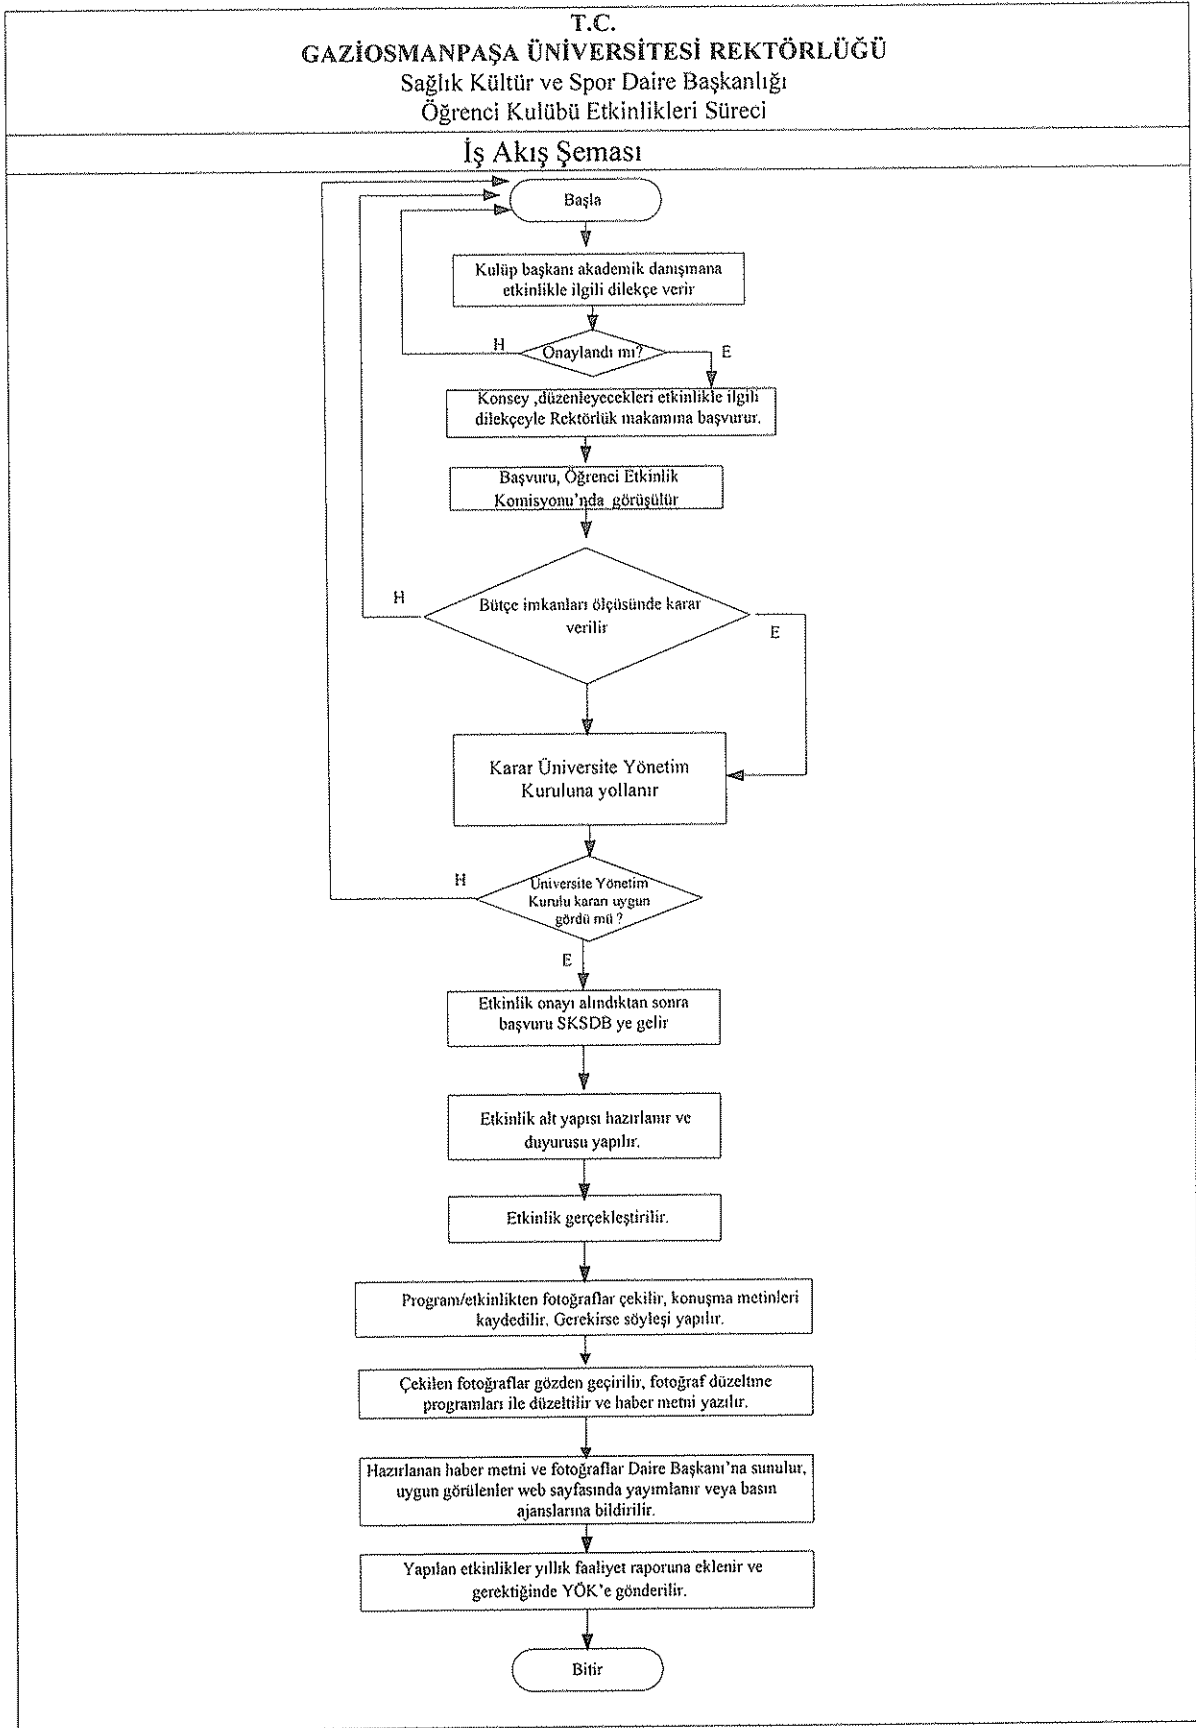 T.C.
GAZİOSMANPAŞA ÜNİVERSİTESİ REKTÖRLÜĞÜ
Sağlık Kültür ve Spor Daire Başkanlığı
Öğrenci Kulübü Etkinlikleri Süreci
İş Akış Şeması
Başla
Kulüp başkanı akademik danışmana
etkinlikle ilgili dilekçe verir
H
Onaylandı mı?
E
Konsey ,düzenleyecekleri etkinlikle ilgili
dilekçeyle Rektörlük makamına başvurur.
Başvuru, Öğrenci Etkinlik
Komisyonu'nda görüşülür
H
Bütçe imkanları ölçüsünde karar
verilir
E
Karar Üniversite Yönetim
Kuruluna yollanır
H
Üniversite Yönetim
Kurulu kararı uygun
gördü mü ?
E
Etkinlik onayı alındıktan sonra
başvuru SKSDB ye gelir
Etkinlik alt yapısı hazırlanır ve
duyurusu yapılır.
Etkinlik gerçekleştirilir.
Program/etkinlikten fotoğraflar çekilir, konuşma metinleri
kaydedilir. Gerekirse söyleşi yapılır.
Çekilen fotoğraflar gözden geçirilir, fotoğraf düzeltme
programları ile düzeltilir ve haber metni yazılır.
Hazırlanan haber metni ve fotoğraflar Daire Başkanı'na sunulur,
uygun görülenler web sayfasında yayımlanır veya basın
ajanslarına bildirilir.
Yapılan etkinlikler yıllık faaliyet raporuna eklenir ve
gerektiğinde YÖK'e gönderilir.
Bitir